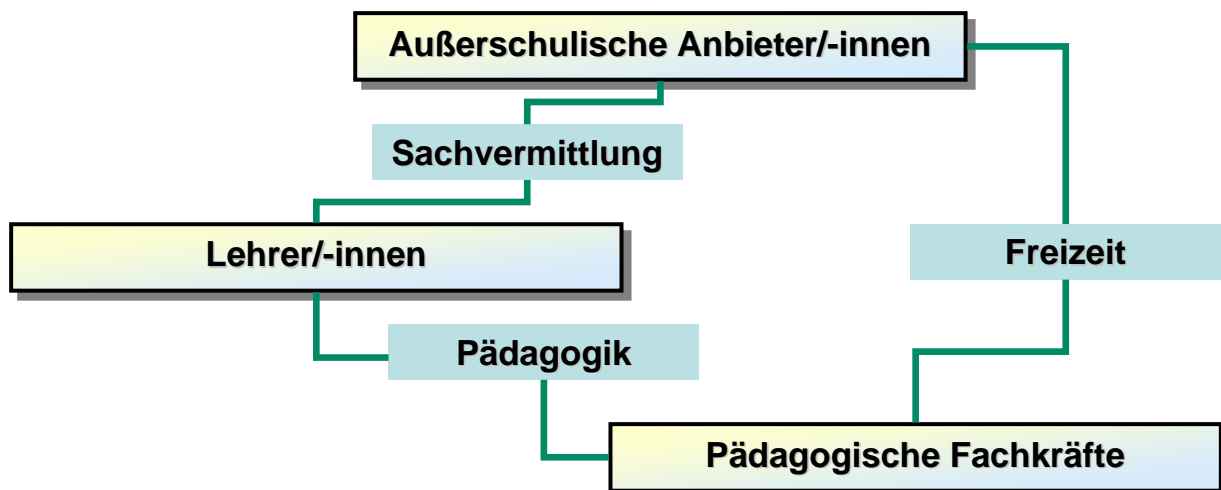 Außerschulische Anbieter/-innen
Sachvermittlung
Lehrer/-innen
Freizeit
Pädagogik
Pädagogische Fachkräfte